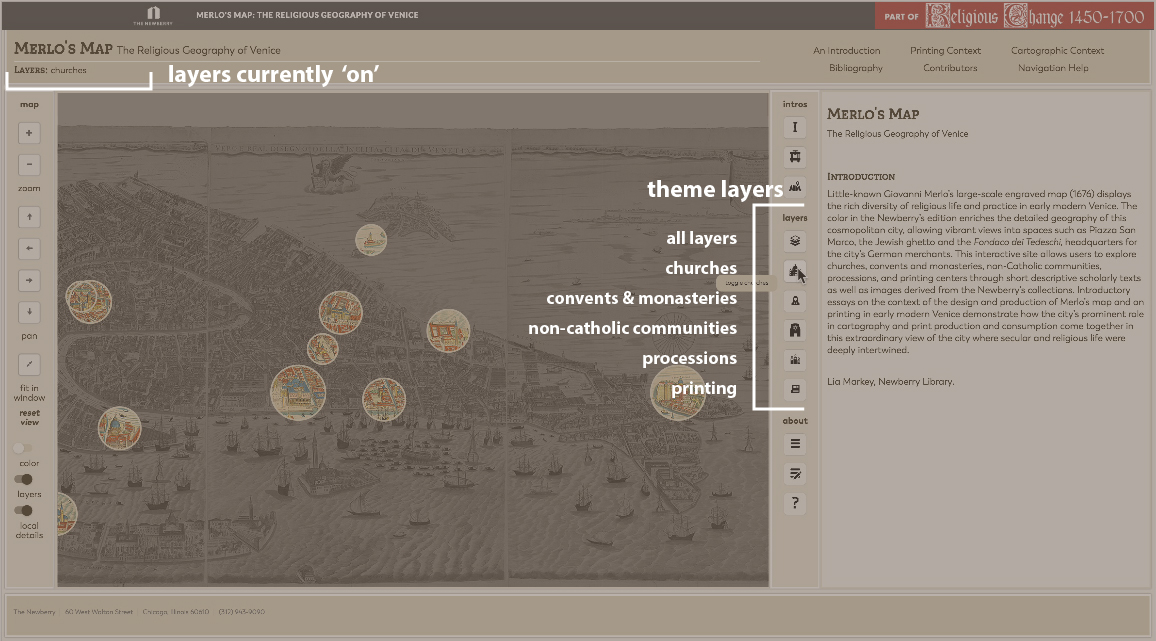 THE NEWBERRY
MERLO'S MAP: THE RELIGIOUS GEOGRAPHY OF VENICE
PART OF Religious Change 1450-1700
MERLO'S MAP The Religious Geography of Venice
LAYERS: churches
layers currently ‘on’
An Introduction
Printing Context
Cartographic Context
Bibliography
Contributors
Navigation Help
map
+
−
zoom
pan
fit in
window
reset
view
color
layers
local
details
theme layers
all layers
churches
convents & monasteries
non-catholic communities
processions
printing
toggle churches
intros
I
layers
about
?
MERLO'S MAP
The Religious Geography of Venice
INTRODUCTION
Little-known Giovanni Merlo's large-scale engraved map (1676) displays
the rich diversity of religious life and practice in early modern Venice. The
color in the Newberry's edition enriches the detailed geography of this
cosmopolitan city, allowing vibrant views into spaces such as Piazza San
Marco, the Jewish ghetto and the Fondaco dei Tedeschi, headquarters for
the city's German merchants. This interactive site allows users to explore
churches, convents and monasteries, non-Catholic communities,
processions, and printing centers through short descriptive scholarly texts
as well as images derived from the Newberry's collections. Introductory
essays on the context of the design and production of Merlo's map and on
printing in early modern Venice demonstrate how the city's prominent role
in cartography and print production and consumption come together in
this extraordinary view of the city where secular and religious life were
deeply intertwined.
Lia Markey, Newberry Library.
The Newberry | 60 West Walton Street | Chicago, Illinois 60610 | (312) 943-9090